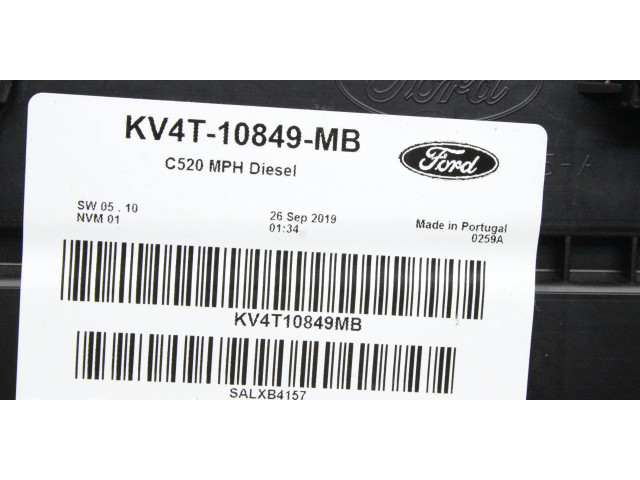 Ford
KV4T-10849-MB
C520 MPH Diesel
Ford
SW 05 . 10
NVM 01
26 Sep 2019
01:34
Made in Portugal
0259A
KV4T10849MB
SALXB4157